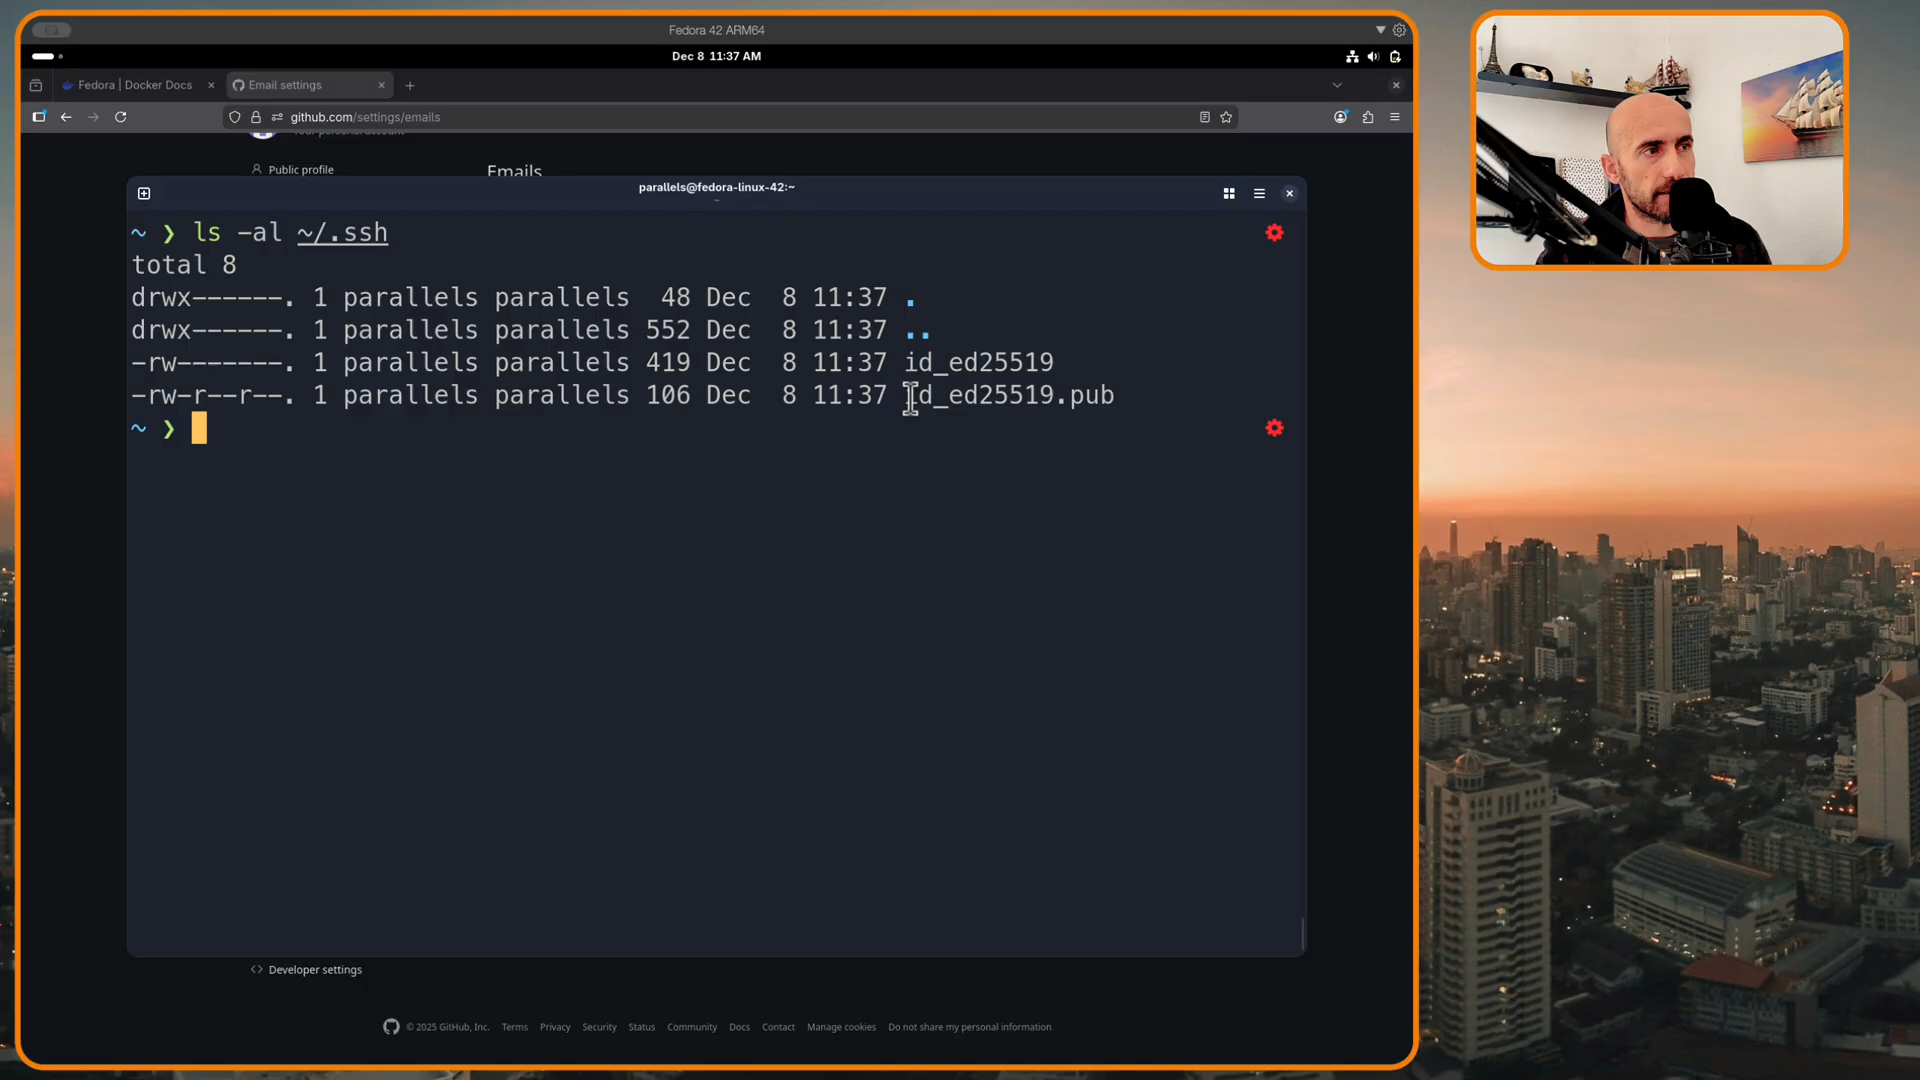 Fedora 42 ARM64
Dec 8 11:37 AM
Fedora | Docker Docs
Email settings
github.com/settings/emails
Public profile
Emails
parallels@fedora-linux-42:~
~
~ ❯ ls -al ~/.ssh
total 8
drwx------. 1 parallels parallels  48 Dec  8 11:37 .
drwx------. 1 parallels parallels 552 Dec  8 11:37 ..
-rw-------. 1 parallels parallels 419 Dec  8 11:37 id_ed25519
-rw-r--r--. 1 parallels parallels 106 Dec  8 11:37 id_ed25519.pub
~ ❯
Developer settings
© 2025 GitHub, Inc. Terms Privacy Security Status Community Docs Contact Manage cookies Do not share my personal information